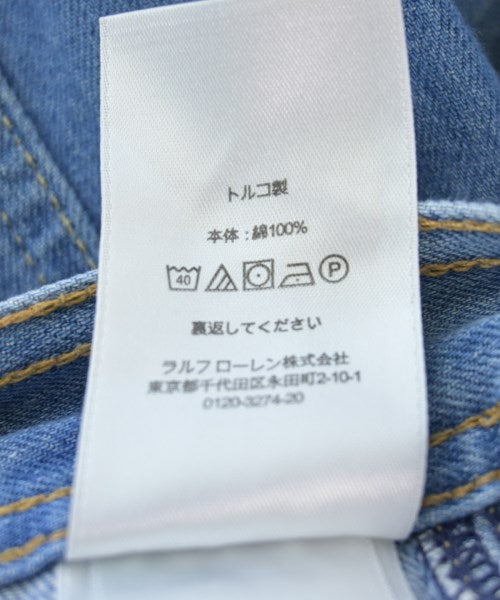 トルコ製
本体 : 綿100%
40 P
裏返してください
ラルフ ローレン株式会社
東京都千代田区永田町2-10-1
0120-3274-20